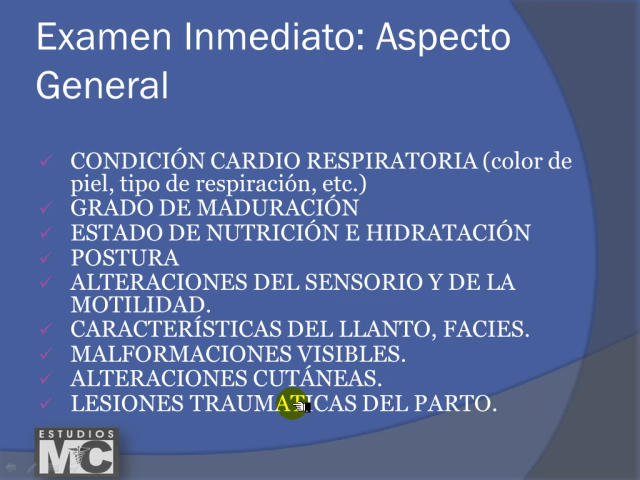 Examen Inmediato: Aspecto
General
CONDICIÓN CARDIO RESPIRATORIA (color de
piel, tipo de respiración, etc.)
GRADO DE MADURACIÓN
ESTADO DE NUTRICIÓN E HIDRATACIÓN
POSTURA
ALTERACIONES DEL SENSORIO Y DE LA
MOTILIDAD.
CARACTERÍSTICAS DEL LLANTO, FACIES.
MALFORMACIONES VISIBLES.
ALTERACIONES CUTÁNEAS.
LESIONES TRAUMATICAS DEL PARTO.
ESTUDIOS
MC